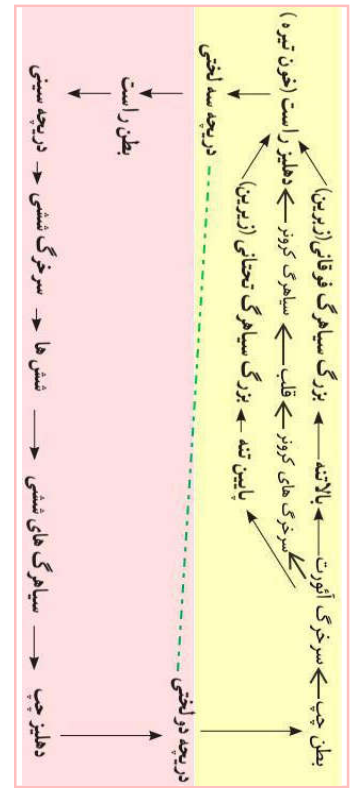 بزرگ سیاهرگ فوقانی(زبرین)
بالاتنه
دهلیز راست (خون تیره)
سیاهرگ کرونر
قلب
سرخرگ های کرونر
سرخرگ آئورت
بطن چپ
بزرگ سیاهرگ تحتانی(زیرین)
پایین تنه
دریچه سه لختی
دریچه دو لختی
بطن راست
دریچه سینی
سرخرگ ششی
شش ها
سیاهرگ های ششی
دهلیز چپ